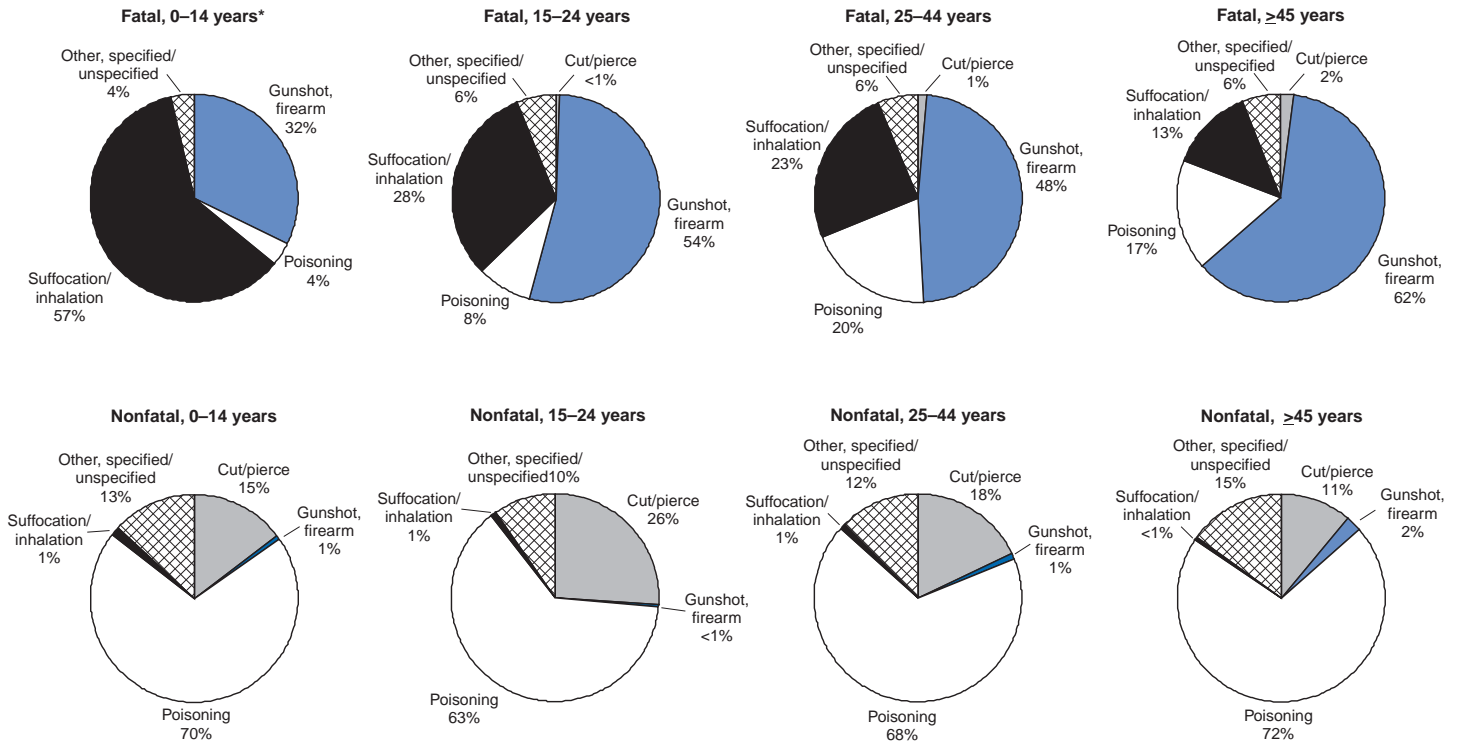 Fatal, 0–14 years*
Other, specified/
unspecified
4%
Gunshot,
firearm
32%
Poisoning
4%
Suffocation/
inhalation
57%
Fatal, 15–24 years
Other, specified/
unspecified
6%
Cut/pierce
<1%
Suffocation/
inhalation
28%
Gunshot,
firearm
54%
Poisoning
8%
Fatal, 25–44 years
Other, specified/
unspecified
6%
Cut/pierce
1%
Suffocation/
inhalation
23%
Gunshot,
firearm
48%
Poisoning
20%
Fatal, ≥45 years
Other, specified/
unspecified
6%
Cut/pierce
2%
Suffocation/
inhalation
13%
Poisoning
17%
Gunshot,
firearm
62%
Nonfatal, 0–14 years
Other, specified/
unspecified
13%
Cut/pierce
15%
Suffocation/
inhalation
1%
Gunshot,
firearm
1%
Poisoning
70%
Nonfatal, 15–24 years
Other, specified/
unspecified10%
Suffocation/
inhalation
1%
Cut/pierce
26%
Gunshot,
firearm
<1%
Poisoning
63%
Nonfatal, 25–44 years
Other, specified/
unspecified
12%
Cut/pierce
18%
Suffocation/
inhalation
1%
Gunshot,
firearm
1%
Poisoning
68%
Nonfatal, ≥45 years
Other, specified/
unspecified
15%
Cut/pierce
11%
Suffocation/
inhalation
<1%
Gunshot,
firearm
2%
Poisoning
72%